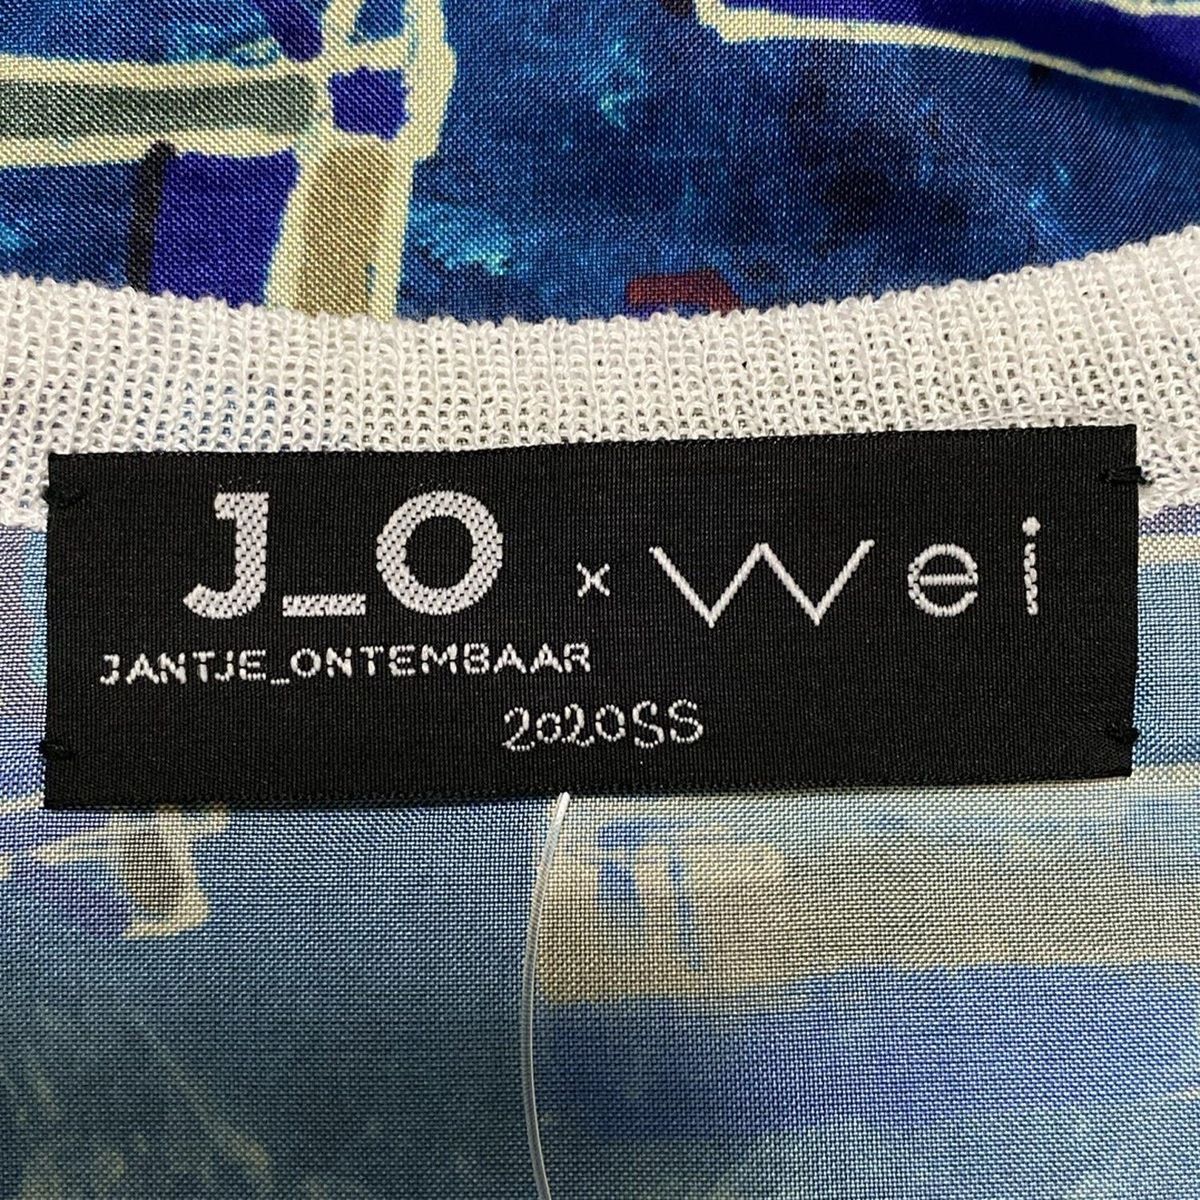 J_O x Wei
JANTJE_ONTEMBAAR
2020SS